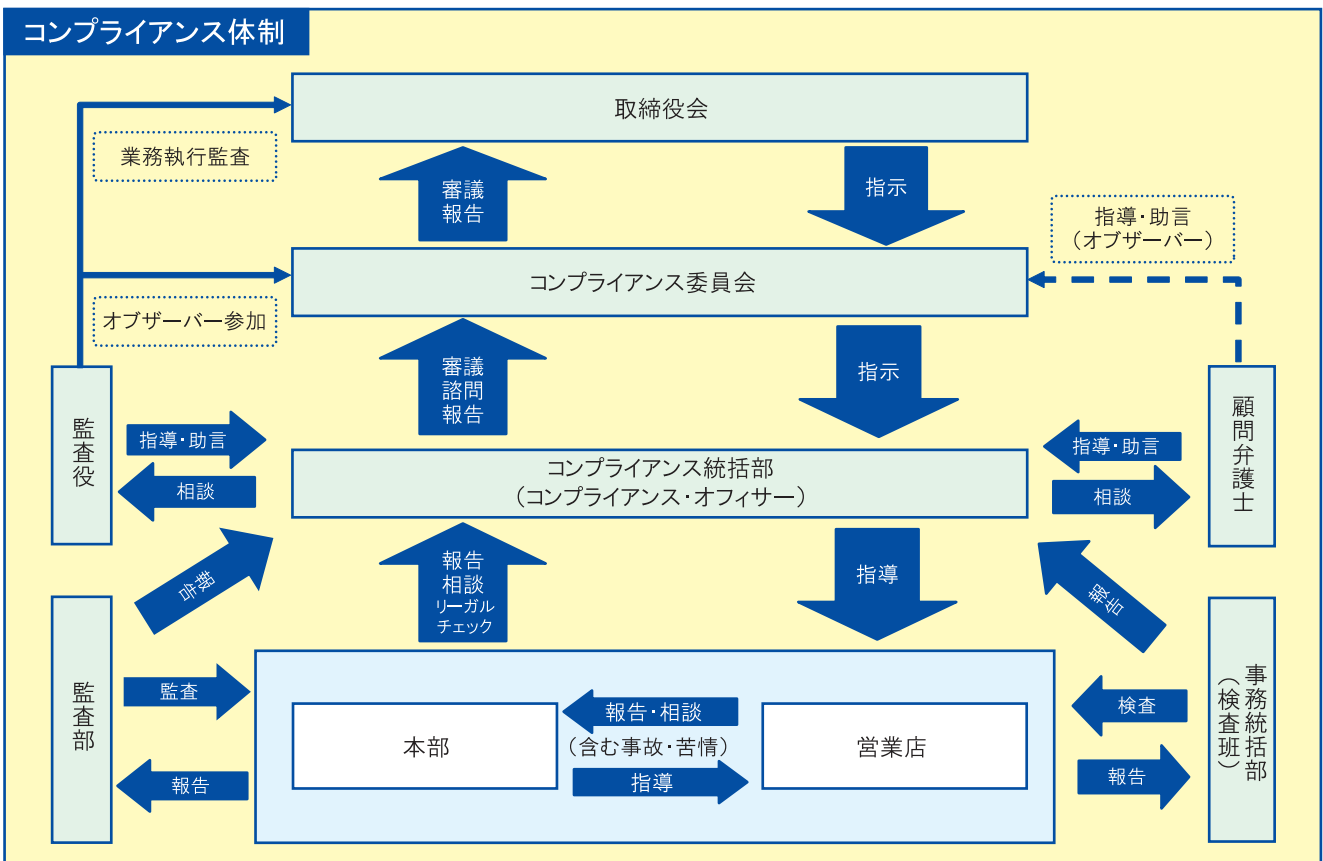 コンプライアンス体制
取締役会
業務執行監査
審議
報告
指示
指導・助言
（オブザーバー）
コンプライアンス委員会
オブザーバー参加
審議
諮問
報告
指示
監査役
指導・助言
相談
コンプライアンス統括部
（コンプライアンス・オフィサー）
指導・助言
相談
顧問弁護士
報告
報告
相談
リーガル
チェック
指導
報告
監査部
監査
報告
本部
報告・相談
（含む事故・苦情）
指導
営業店
検査
報告
事務統括部
（検査班）